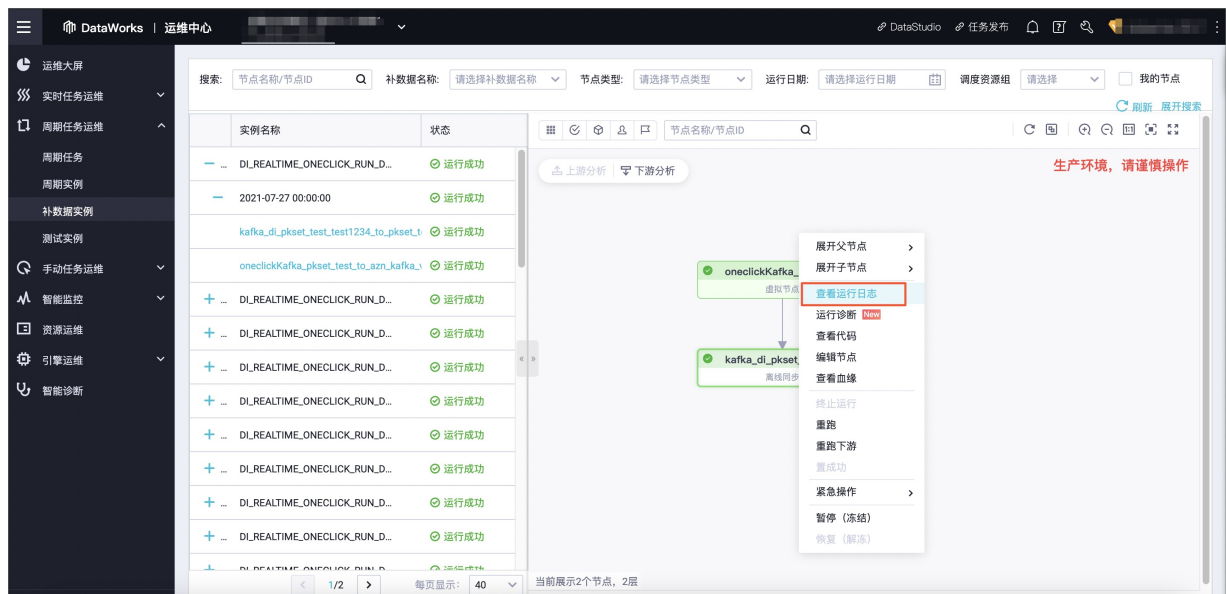 DataWorks | 运维中心
DataStudio 任务发布
运维大屏
实时任务运维
周期任务运维
周期任务
周期实例
补数据实例
测试实例
手动任务运维
智能监控
资源运维
引擎运维
智能诊断
搜索: 节点名称/节点ID 补数据名称: 请选择补数据名称 节点类型: 请选择节点类型 运行日期: 请选择运行日期 调度资源组 请选择 我的节点
刷新 展开搜索
实例名称 状态
DI_REALTIME_ONECLICK_RUN_D... 运行成功
2021-07-27 00:00:00 运行成功
kafka_di_pkset_test_test1234_to_pkset_t 运行成功
oneclickKafka_pkset_test_to_azn_kafka_v 运行成功
DI_REALTIME_ONECLICK_RUN_D... 运行成功
DI_REALTIME_ONECLICK_RUN_D... 运行成功
DI_REALTIME_ONECLICK_RUN_D... 运行成功
DI_REALTIME_ONECLICK_RUN_D... 运行成功
DI_REALTIME_ONECLICK_RUN_D... 运行成功
DI_REALTIME_ONECLICK_RUN_D... 运行成功
DI_REALTIME_ONECLICK_RUN_D... 运行成功
DI_REALTIME_ONECLICK_RUN_D... 运行成功
DI_REALTIME_ONECLICK_RUN_D... 运行成功
1/2 每页显示: 40
节点名称/节点ID
1:1
上游分析 下游分析
生产环境，请谨慎操作
oneclickKafka_
虚拟节点
kafka_di_pkset_
离线同步
展开父节点
展开子节点
查看运行日志
运行诊断 New
查看代码
编辑节点
查看血缘
终止运行
重跑
重跑下游
置成功
紧急操作
暂停（冻结）
恢复（解冻）
当前展示2个节点，2层